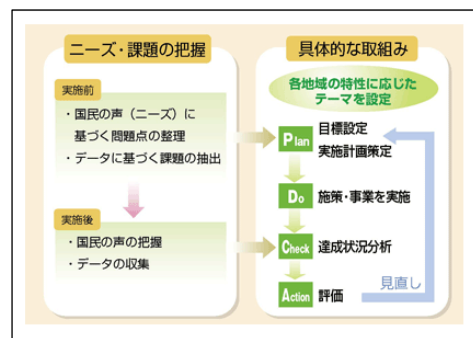 ニーズ・課題の把握
実施前
・国民の声（ニーズ）に
基づく問題点の整理
・データに基づく課題の抽出
実施後
・国民の声の把握
・データの収集
具体的な取組み
各地域の特性に応じた
テーマを設定
Plan
目標設定
実施計画策定
Do
施策・事業を実施
Check
達成状況分析
Action
評価
見直し